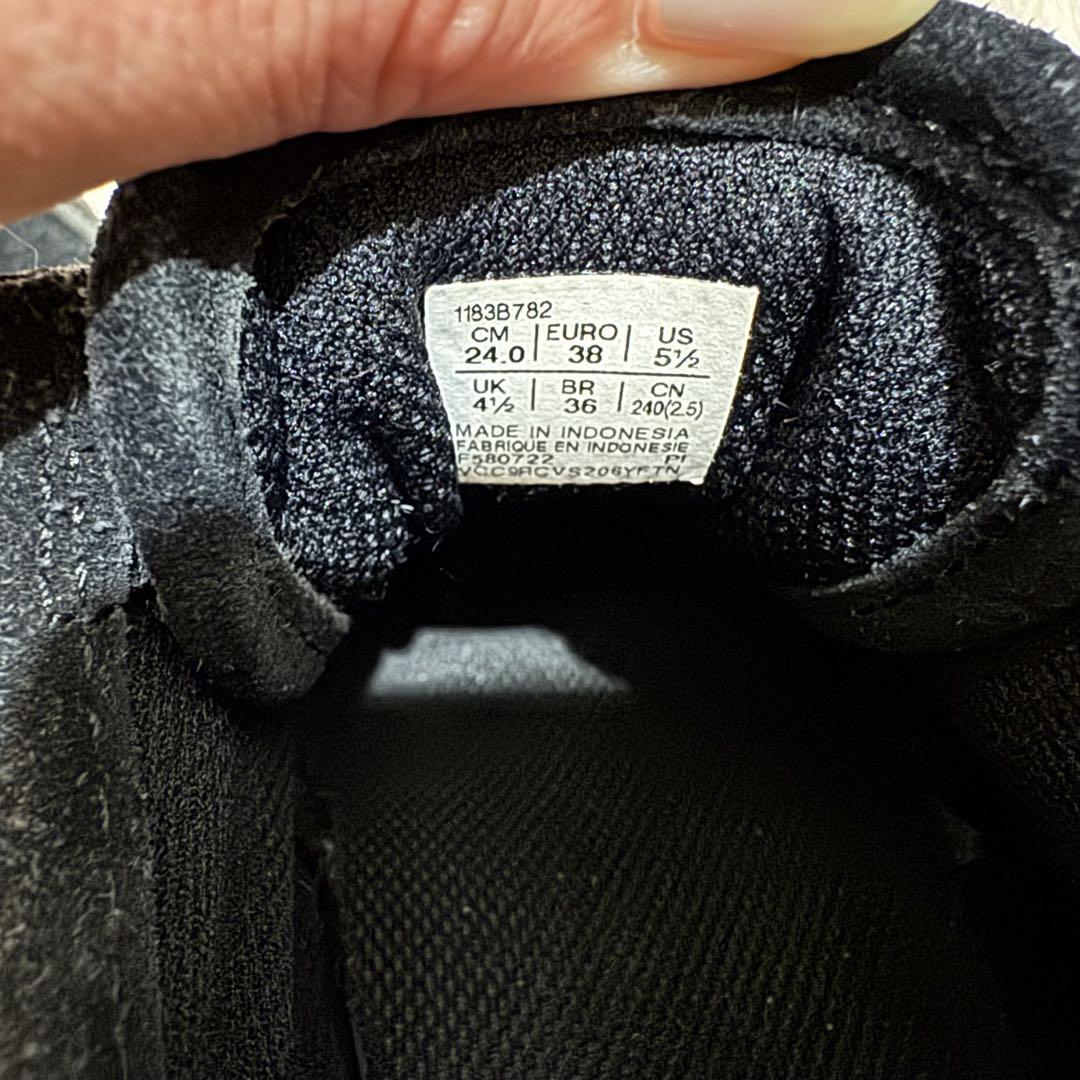 1183B782
CM | EURO | US
24.0 | 38 | 5½
UK | BR | CN
4½ | 36 | 240(2.5)
MADE IN INDONESIA
FABRIQUE EN INDONESIE
F580722 PI